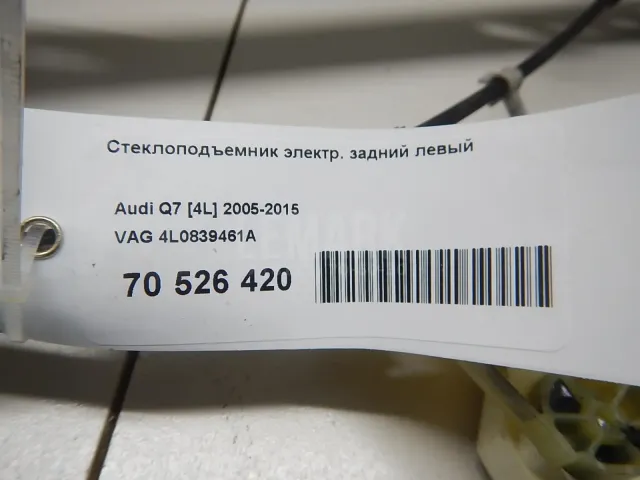 Стеклоподъемник электр. задний левый
Audi Q7 [4L] 2005-2015
VAG 4L0839461A
70 526 420